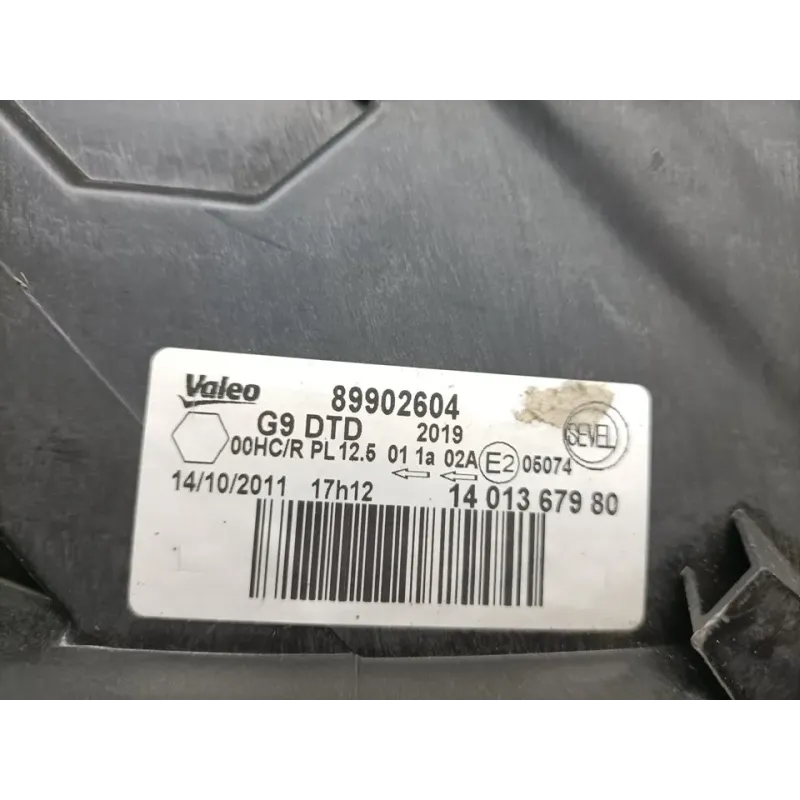 Valeo 89902604
G9 DTD 2019 SEVEL
00HC/R PL 12.5 01 1a 02A E2 05074
14/10/2011 17h12 14 013 679 80